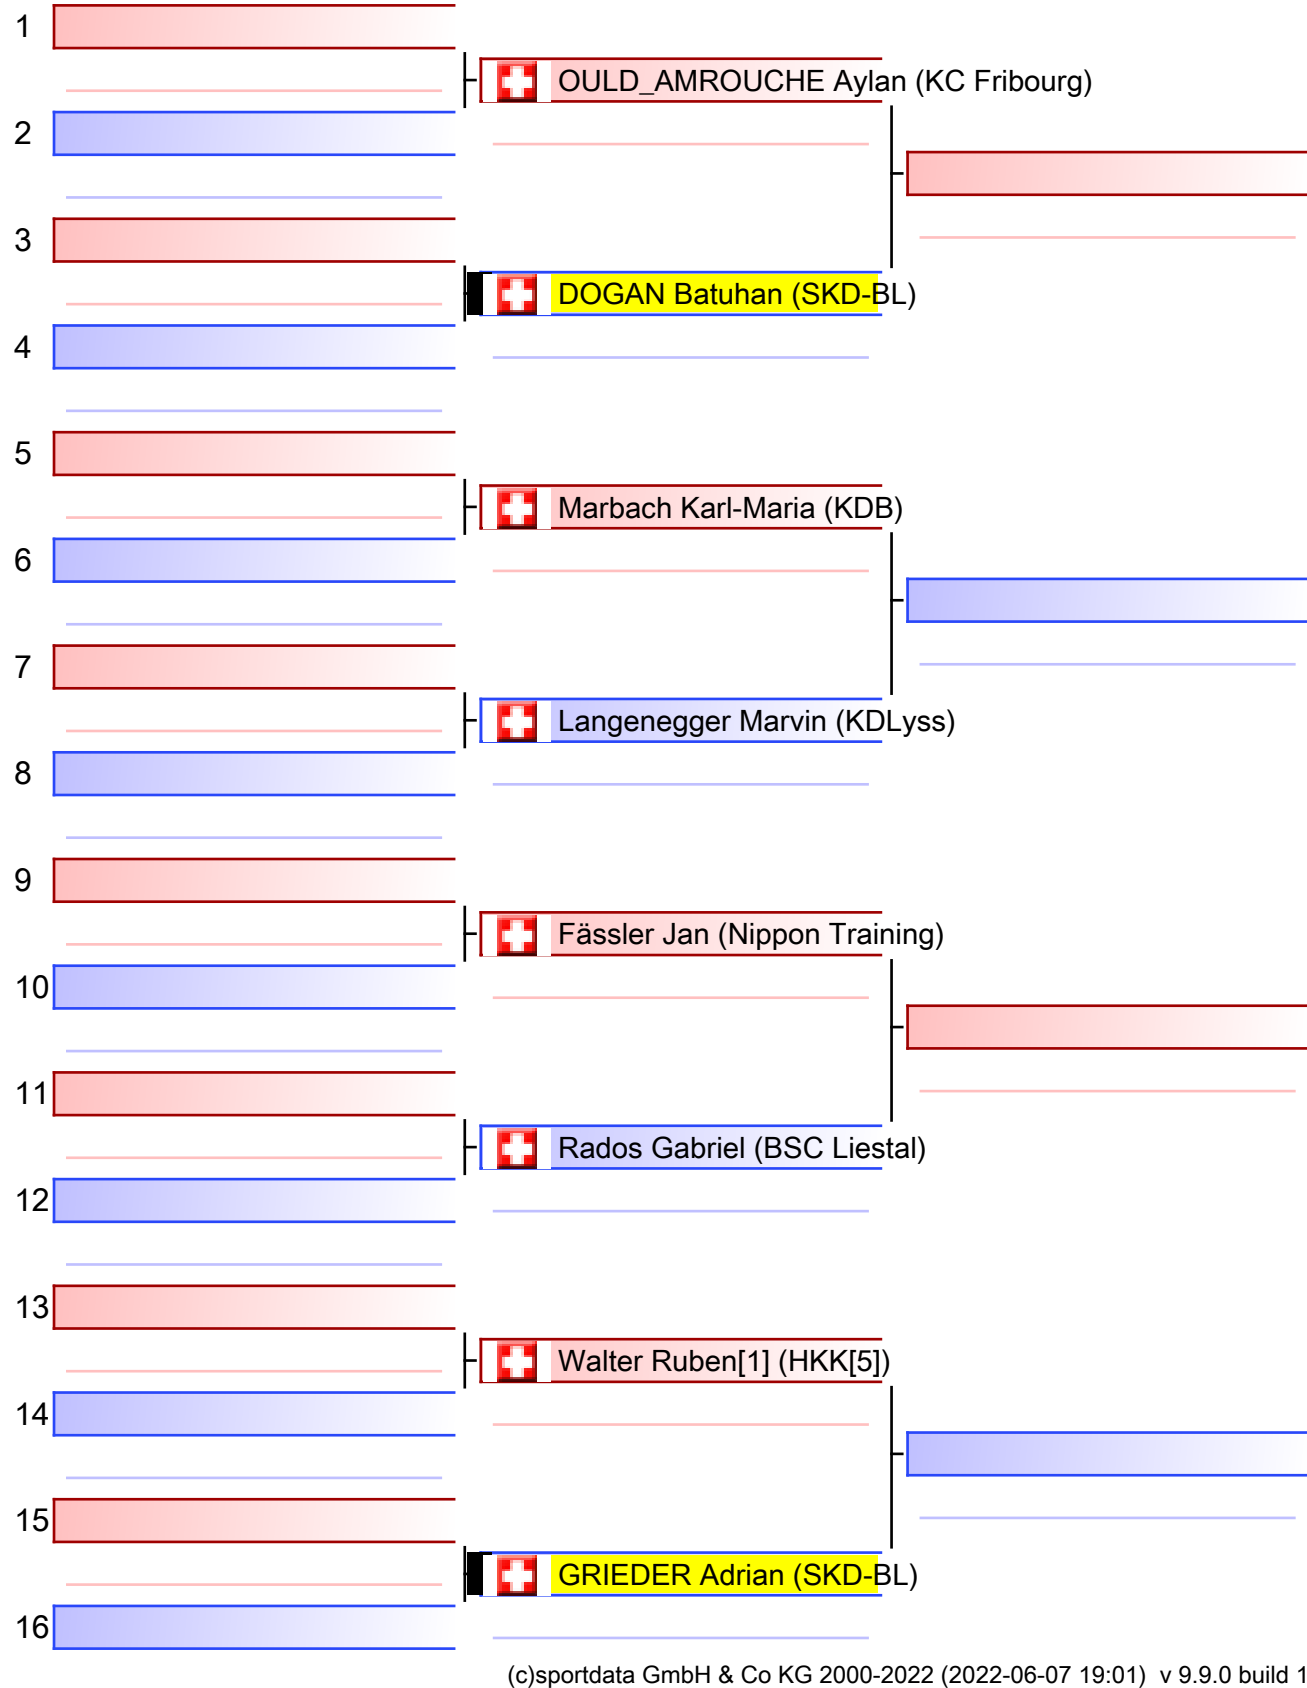 1
OULD_AMROUCHE Aylan (KC Fribourg)
2
3
DOGAN Batuhan (SKD-BL)
4
5
Marbach Karl-Maria (KDB)
6
7
Langenegger Marvin (KDLyss)
8
9
Fässler Jan (Nippon Training)
10
11
Rados Gabriel (BSC Liestal)
12
13
Walter Ruben[1] (HKK[5])
14
15
GRIEDER Adrian (SKD-BL)
16
(c)sportdata GmbH & Co KG 2000-2022 (2022-06-07 19:01) v 9.9.0 build 1